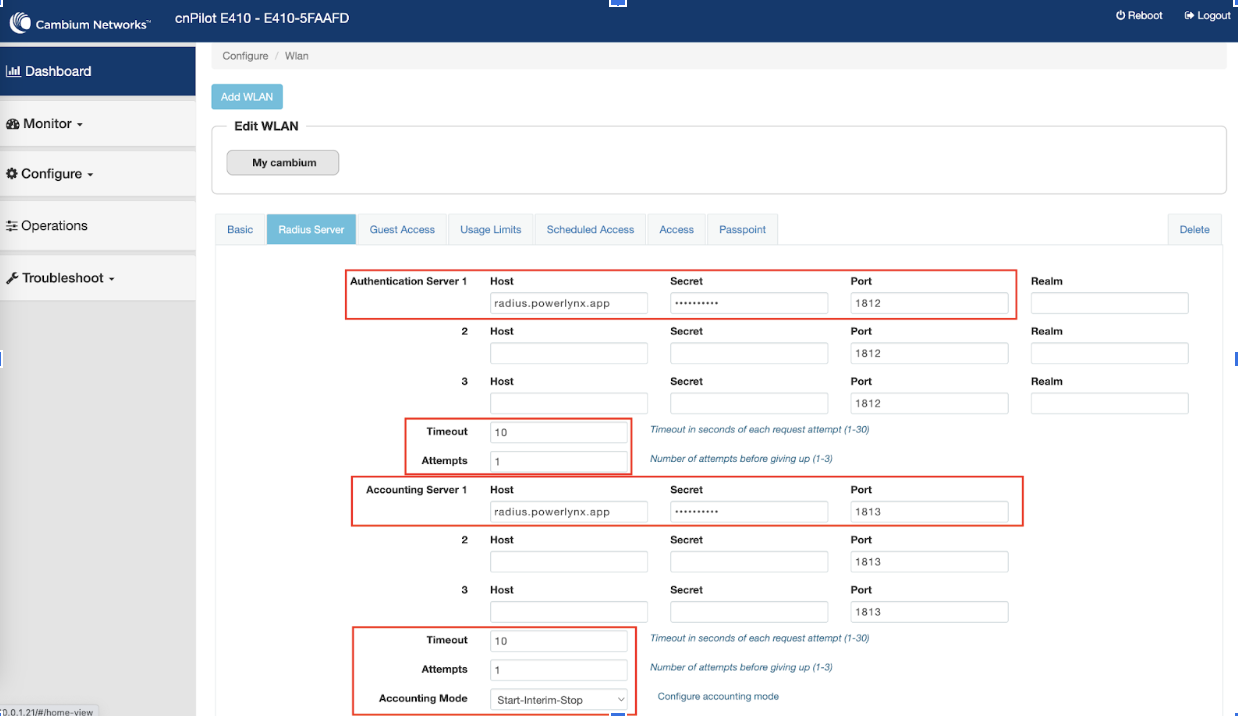 Cambium Networks™ cnPilot E410 - E410-5FAAFD Reboot Logout
Dashboard
Monitor
Configure
Operations
Troubleshoot
Configure / Wlan
Add WLAN
Edit WLAN
My cambium
Basic Radius Server Guest Access Usage Limits Scheduled Access Access Passpoint Delete
Authentication Server 1 Host Secret Port Realm
radius.powerlynx.app •••••••••• 1812
2 Host Secret Port Realm
1812
3 Host Secret Port Realm
1812
Timeout 10 Timeout in seconds of each request attempt (1-30)
Attempts 1 Number of attempts before giving up (1-3)
Accounting Server 1 Host Secret Port
radius.powerlynx.app •••••••••• 1813
2 Host Secret Port
1813
3 Host Secret Port
1813
Timeout 10 Timeout in seconds of each request attempt (1-30)
Attempts 1 Number of attempts before giving up (1-3)
Accounting Mode Start-Interim-Stop Configure accounting mode
0.0.1.21/#/home-view